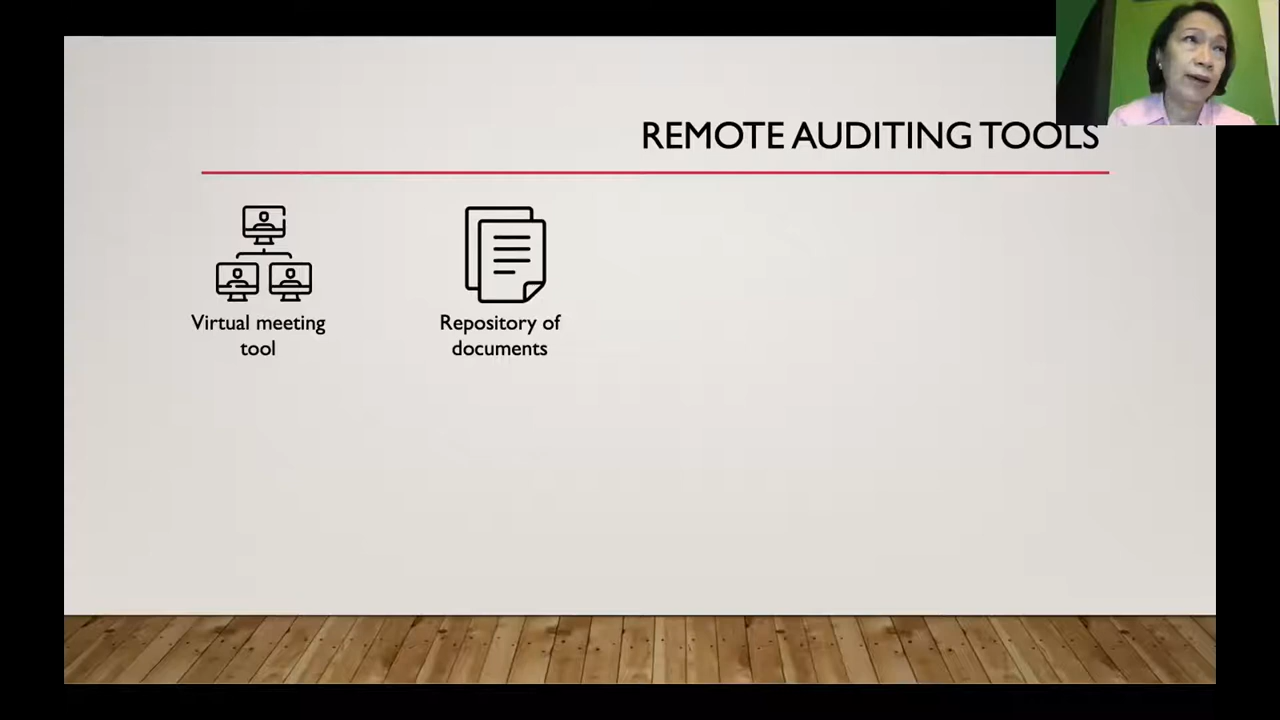 REMOTE AUDITING TOOLS
Virtual meeting
tool
Repository of
documents